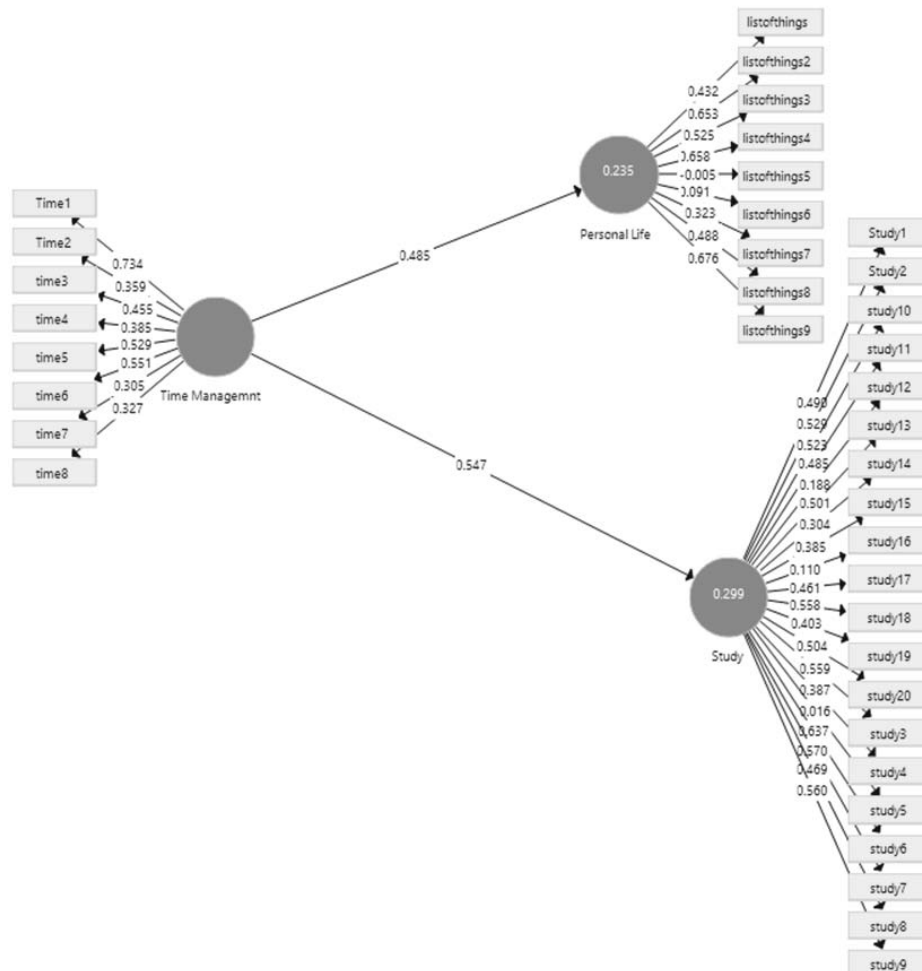 listofthings
listofthings2
listofthings3
listofthings4
listofthings5
listofthings6
listofthings7
listofthings8
listofthings9
0.432
0.653
0.525
0.658
-0.005
0.091
0.323
0.488
0.676
0.235
Personal Life
Time1
Time2
time3
time4
time5
time6
time7
time8
0.734
0.359
0.455
0.385
0.529
0.551
0.305
0.327
Time Managemnt
0.485
0.547
0.299
Study
0.490
0.529
0.523
0.485
0.188
0.501
0.304
0.385
0.110
0.461
0.558
0.403
0.504
0.559
0.387
0.016
0.637
0.570
0.469
0.560
Study1
Study2
study10
study11
study12
study13
study14
study15
study16
study17
study18
study19
study20
study3
study4
study5
study6
study7
study8
study9